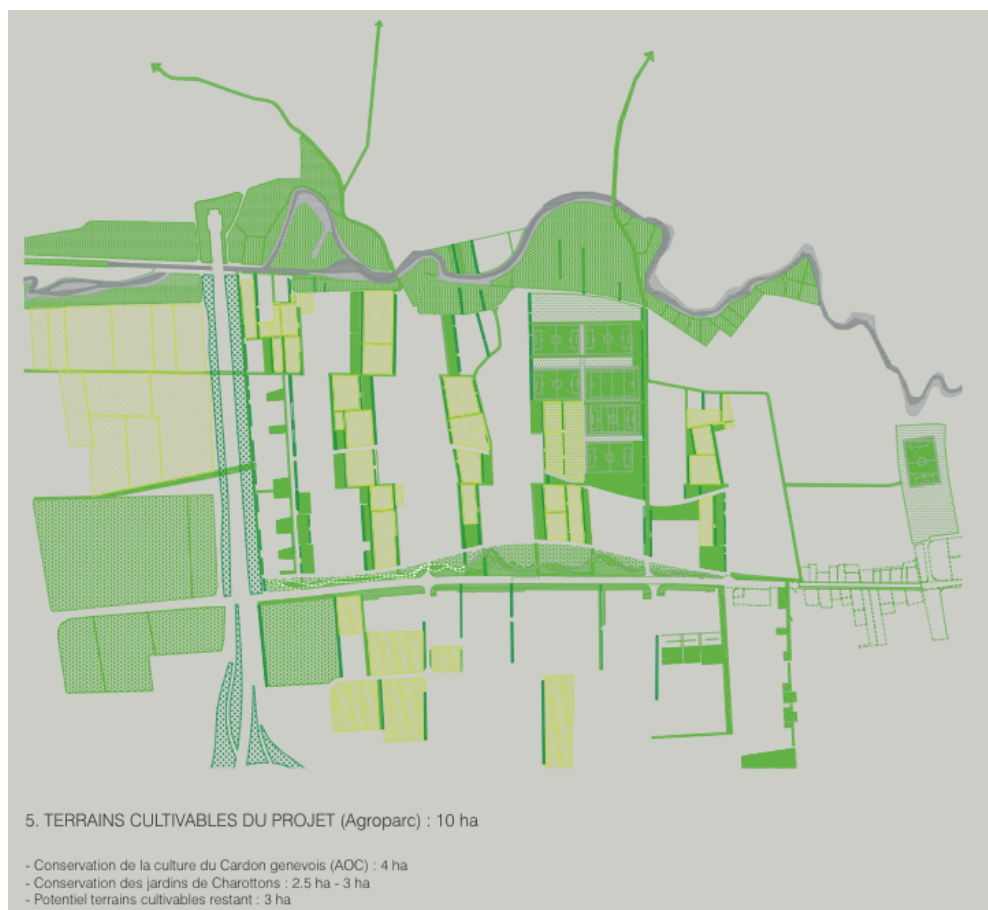 5. TERRAINS CULTIVABLES DU PROJET (Agroparc) : 10 ha
- Conservation de la culture du Cardon genevois (AOC) : 4 ha
- Conservation des jardins de Charottons : 2.5 ha - 3 ha
- Potentiel terrains cultivables restant : 3 ha